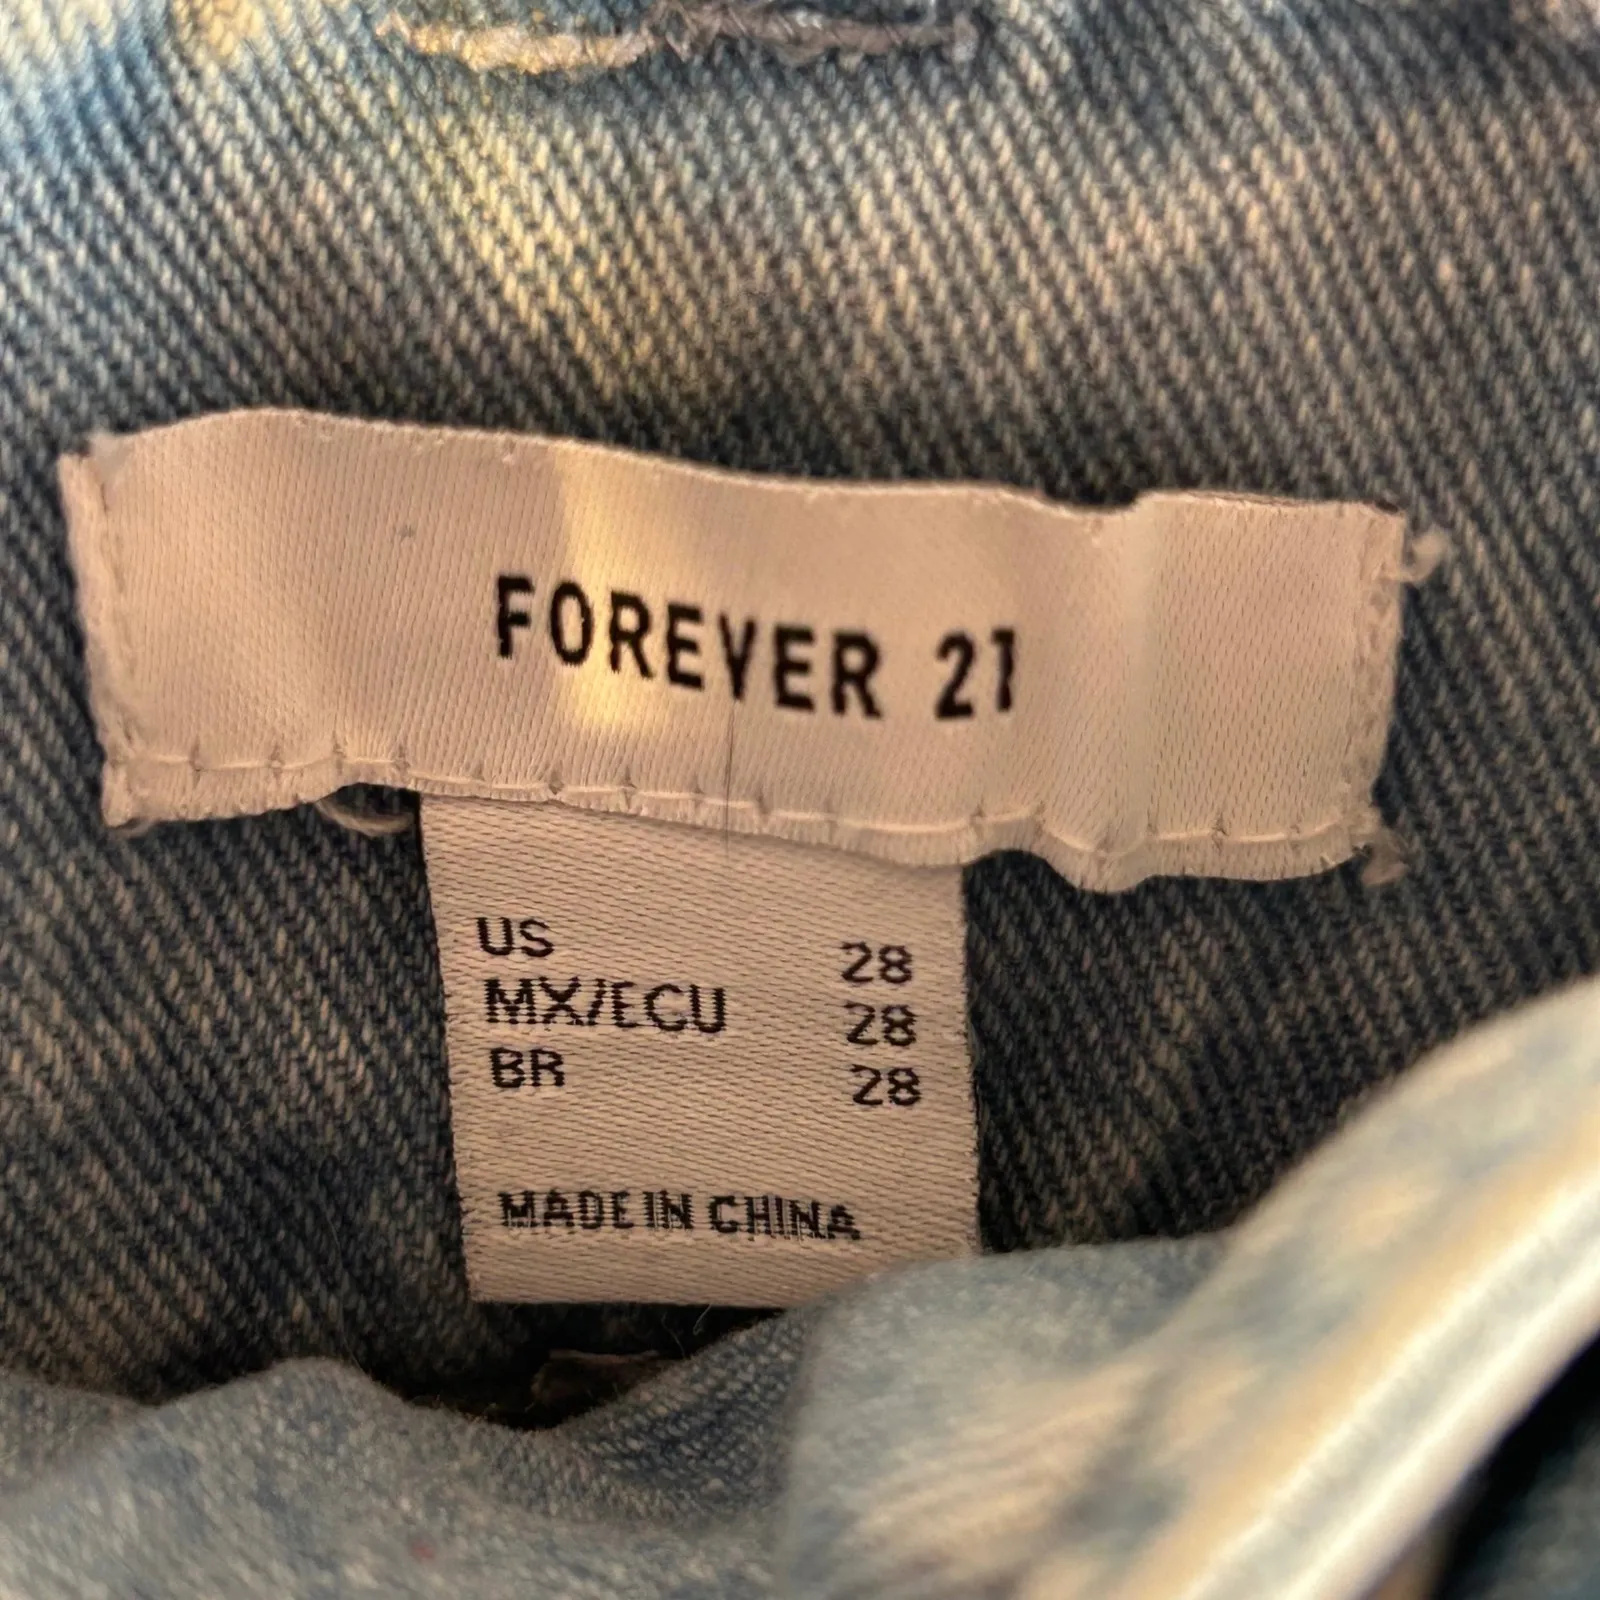 FOREVER 21
US 28
MX/ECU 28
BR 28
MADE IN CHINA